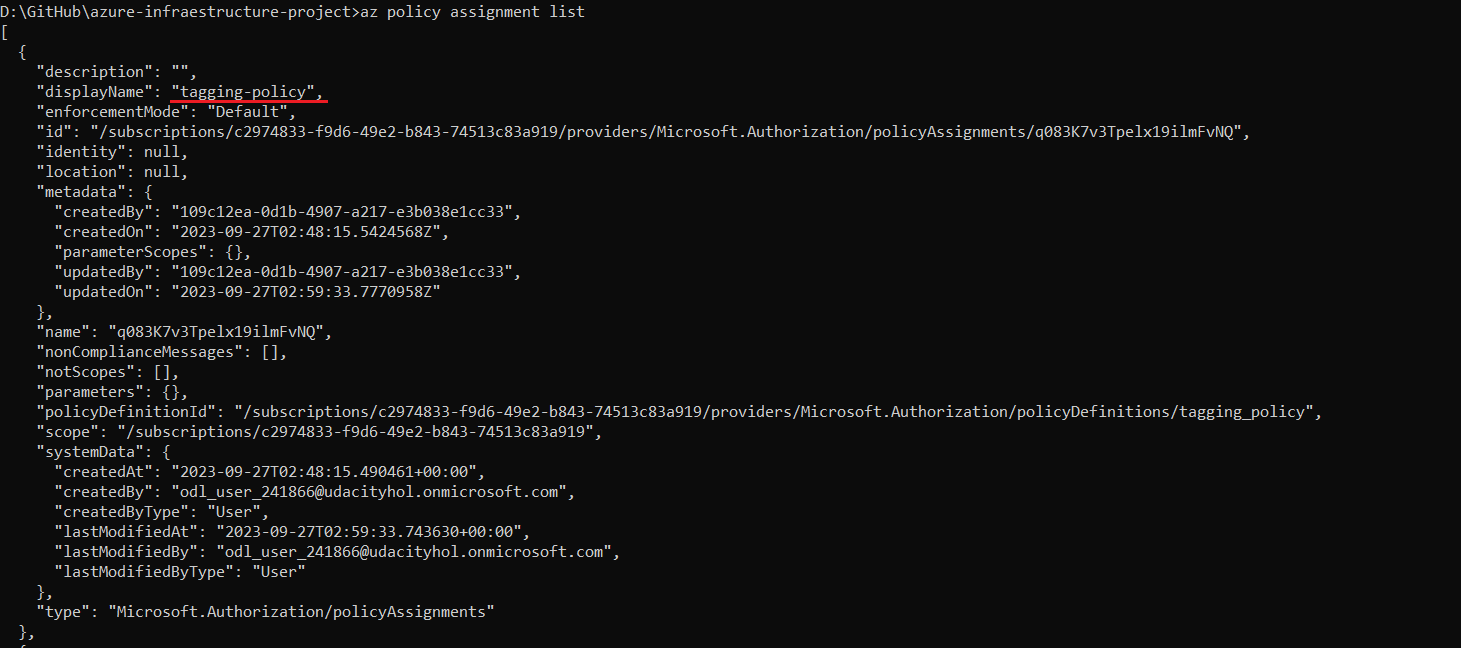 D:\GitHub\azure-infraestructure-project>az policy assignment list
[
  {
    "description": "",
    "displayName": "tagging-policy",
    "enforcementMode": "Default",
    "id": "/subscriptions/c2974833-f9d6-49e2-b843-74513c83a919/providers/Microsoft.Authorization/policyAssignments/q083K7v3Tpelx19ilmFvNQ",
    "identity": null,
    "location": null,
    "metadata": {
      "createdBy": "109c12ea-0d1b-4907-a217-e3b038e1cc33",
      "createdOn": "2023-09-27T02:48:15.5424568Z",
      "parameterScopes": {},
      "updatedBy": "109c12ea-0d1b-4907-a217-e3b038e1cc33",
      "updatedOn": "2023-09-27T02:59:33.7770958Z"
    },
    "name": "q083K7v3Tpelx19ilmFvNQ",
    "nonComplianceMessages": [],
    "notScopes": [],
    "parameters": {},
    "policyDefinitionId": "/subscriptions/c2974833-f9d6-49e2-b843-74513c83a919/providers/Microsoft.Authorization/policyDefinitions/tagging_policy",
    "scope": "/subscriptions/c2974833-f9d6-49e2-b843-74513c83a919",
    "systemData": {
      "createdAt": "2023-09-27T02:48:15.490461+00:00",
      "createdBy": "odl_user_241866@udacityhol.onmicrosoft.com",
      "createdByType": "User",
      "lastModifiedAt": "2023-09-27T02:59:33.743630+00:00",
      "lastModifiedBy": "odl_user_241866@udacityhol.onmicrosoft.com",
      "lastModifiedByType": "User"
    },
    "type": "Microsoft.Authorization/policyAssignments"
  },